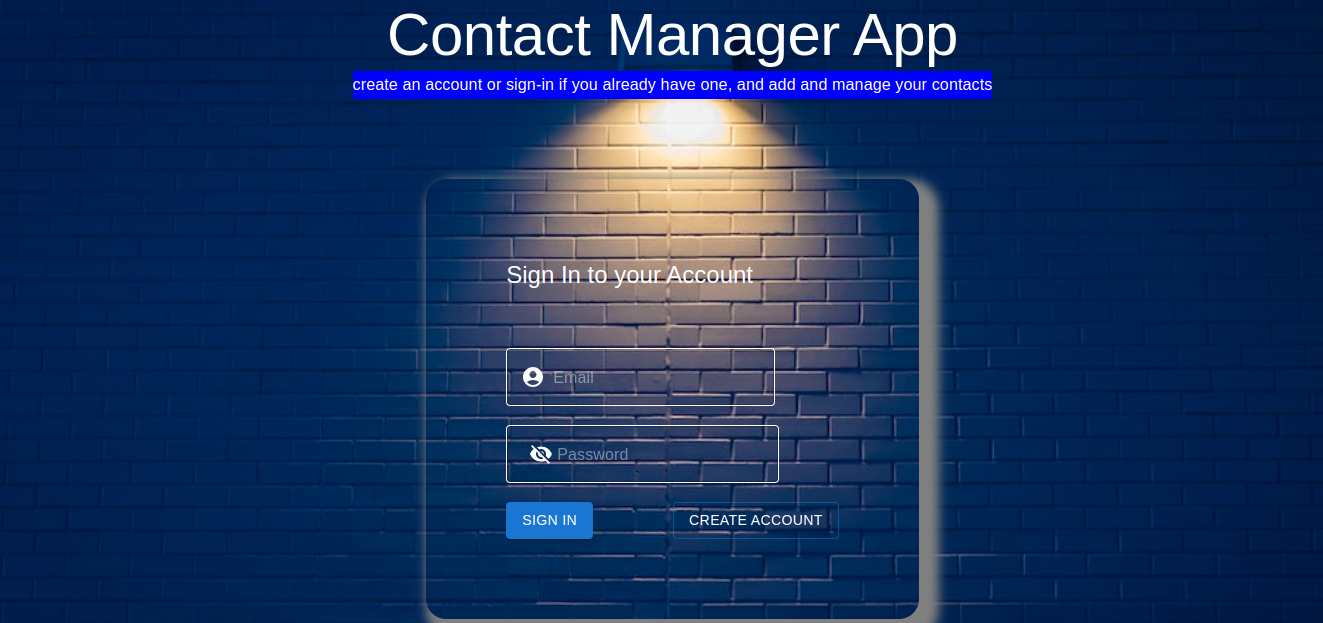 Contact Manager App
create an account or sign-in if you already have one, and add and manage your contacts
Sign In to your Account
Email
Password
SIGN IN
CREATE ACCOUNT